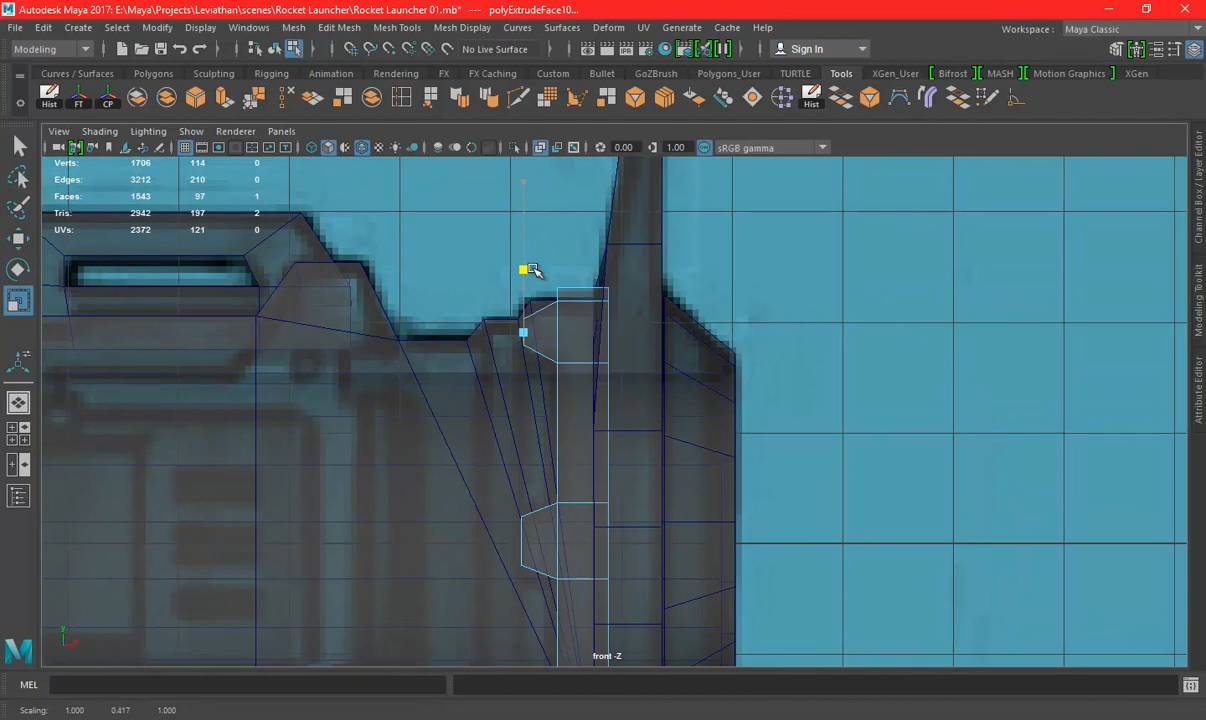 Autodesk Maya 2017: E:\Maya\Projects\Leviathan\scenes\Rocket Launcher\Rocket Launcher 01.mb* --- polyExtrudeFace10...
File Edit Create Select Modify Display Windows Mesh Edit Mesh Mesh Tools Mesh Display Curves Surfaces Deform UV Generate Cache Help Workspace : Maya Classic
Modeling No Live Surface Sign In
Curves / Surfaces Polygons Sculpting Rigging Animation Rendering FX FX Caching Custom Bullet GoZBrush Polygons_User TURTLE Tools XGen_User Bifrost MASH Motion Graphics XGen
Hist FT CP Hist
View Shading Lighting Show Renderer Panels
0.00 1.00 sRGB gamma
Verts: 1706 114 0
Edges: 3212 210 0
Faces: 1543 97 1
Tris: 2942 197 2
UVs: 2372 121 0
Channel Box / Layer Editor
Modeling Toolkit
Attribute Editor
y
x
front -Z
MEL
Scaling: 1.000 0.417 1.000